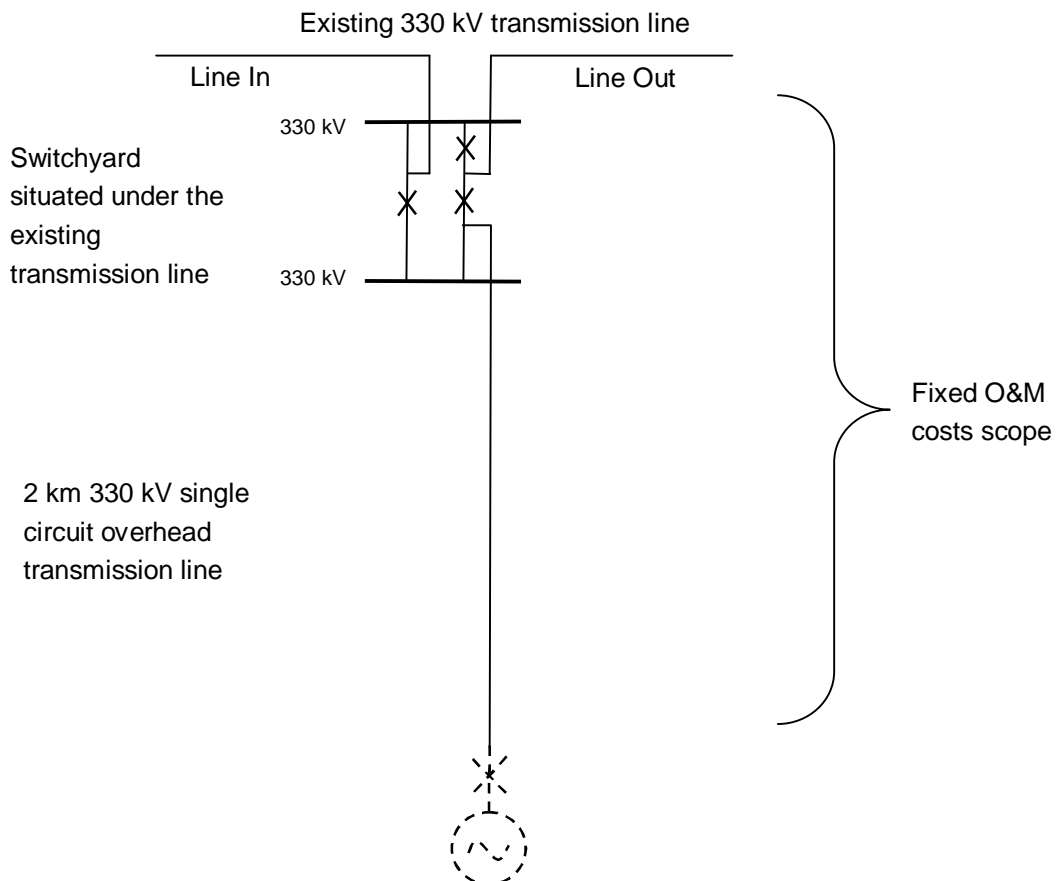 Existing 330 kV transmission line
Line In
Line Out
330 kV
Switchyard
situated under the
existing
transmission line
330 kV
Fixed O&M
costs scope
2 km 330 kV single
circuit overhead
transmission line